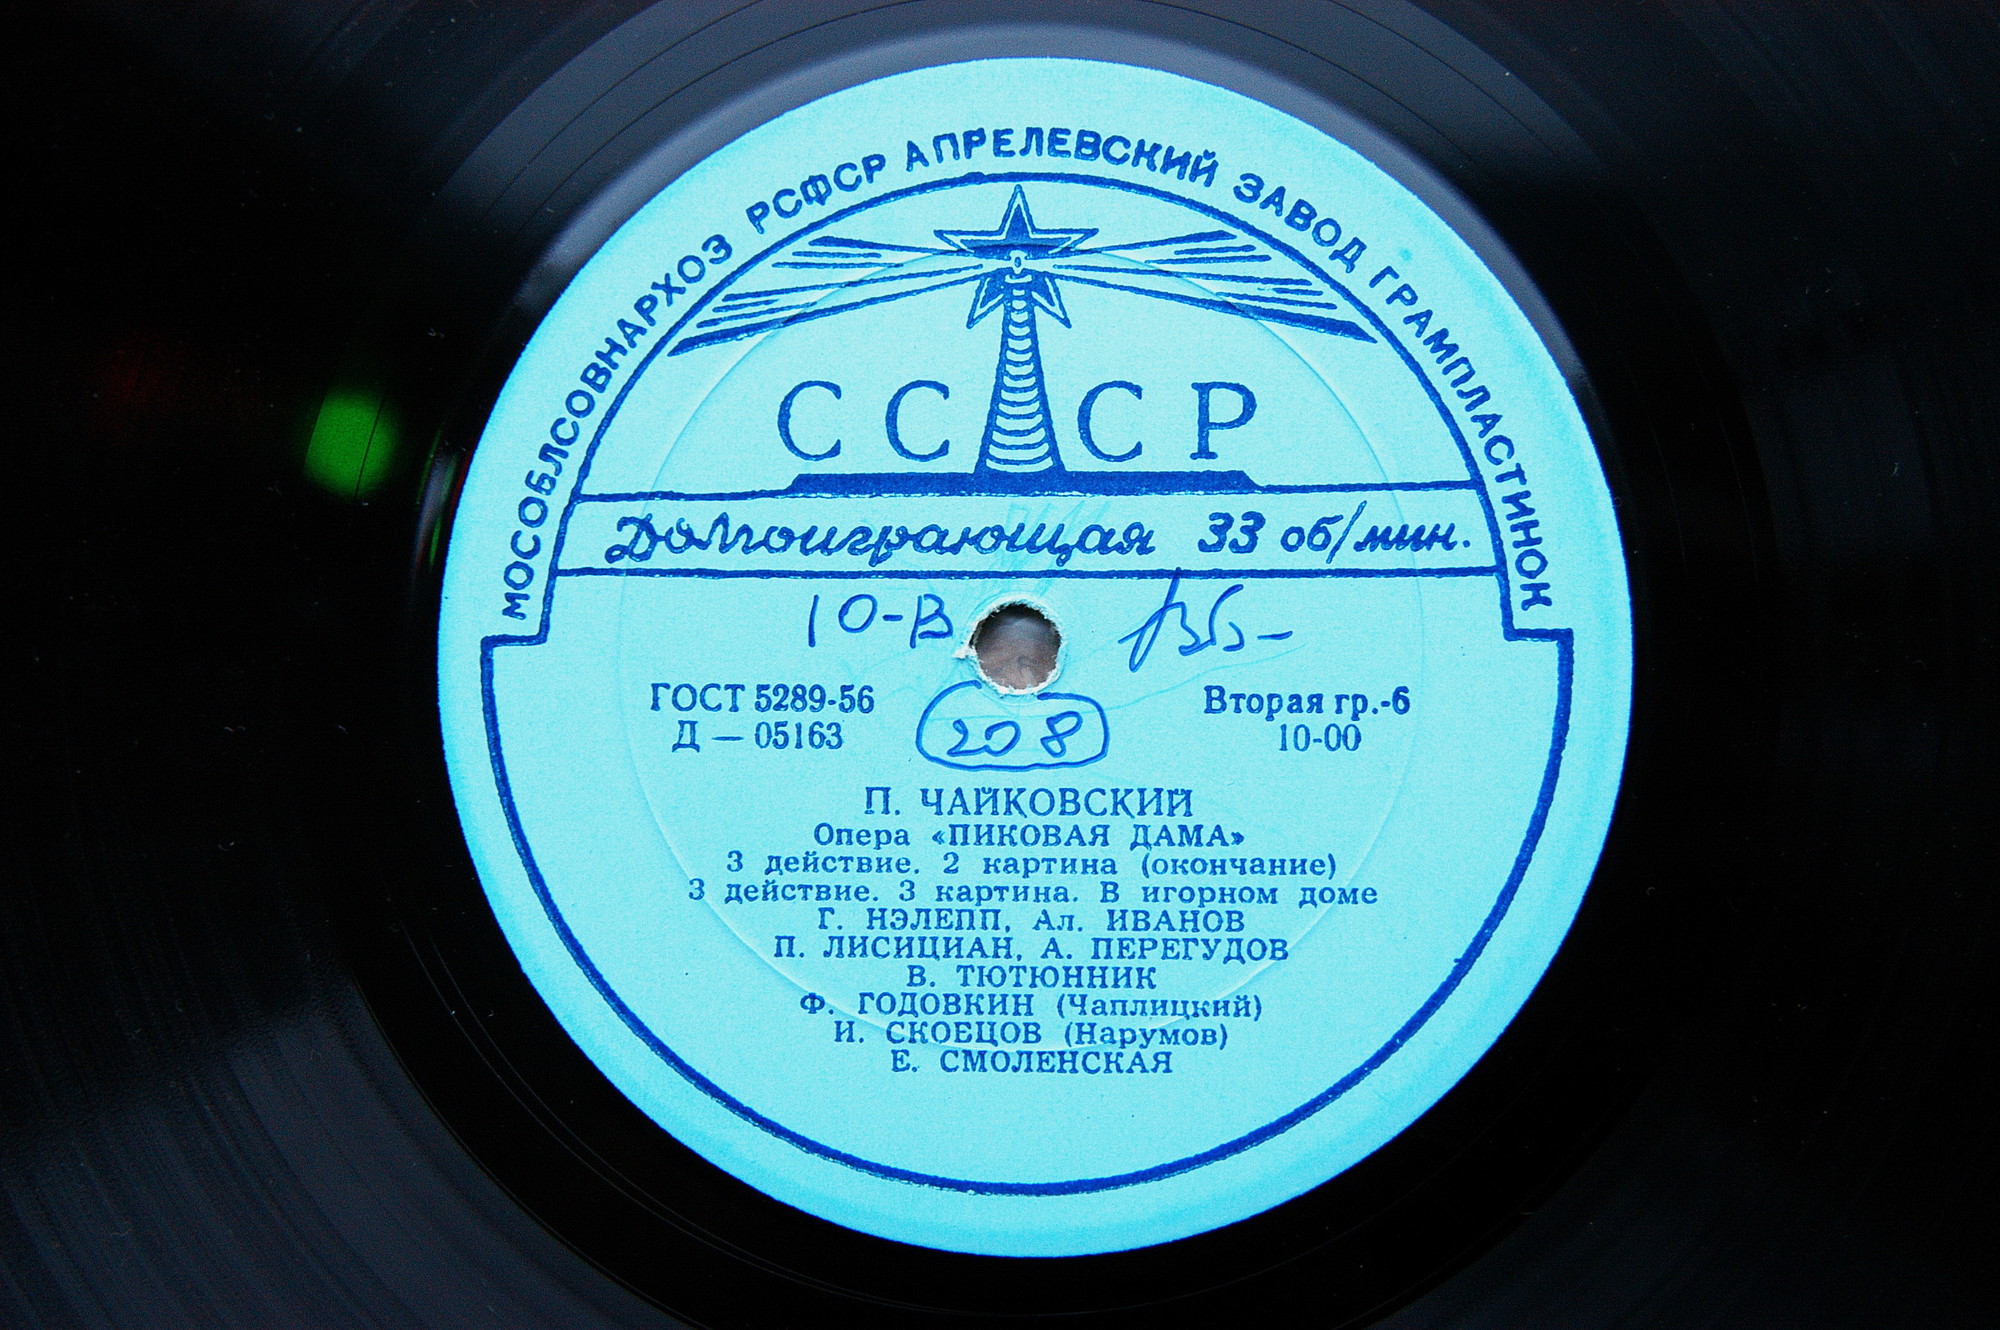 МОСОБЛСОВНАРХОЗ РСФСР АПРЕЛЕВСКИЙ ЗАВОД ГРАМПЛАСТИНОК
СССР
Долгоиграющая 33 об/мин.
10-В
ГОСТ 5289-56
Вторая гр.-6
Д — 05163
208
10-00
П. ЧАЙКОВСКИЙ
Опера «ПИКОВАЯ ДАМА»
3 действие. 2 картина (окончание)
3 действие. 3 картина. В игорном доме
Г. НЭЛЕПП, Ал. ИВАНОВ
П. ЛИСИЦИАН, А. ПЕРЕГУДОВ
В. ТЮТЮННИК
Ф. ГОДОВКИН (Чаплицкий)
И. СКОЕЦОВ (Нарумов)
Е. СМОЛЕНСКАЯ